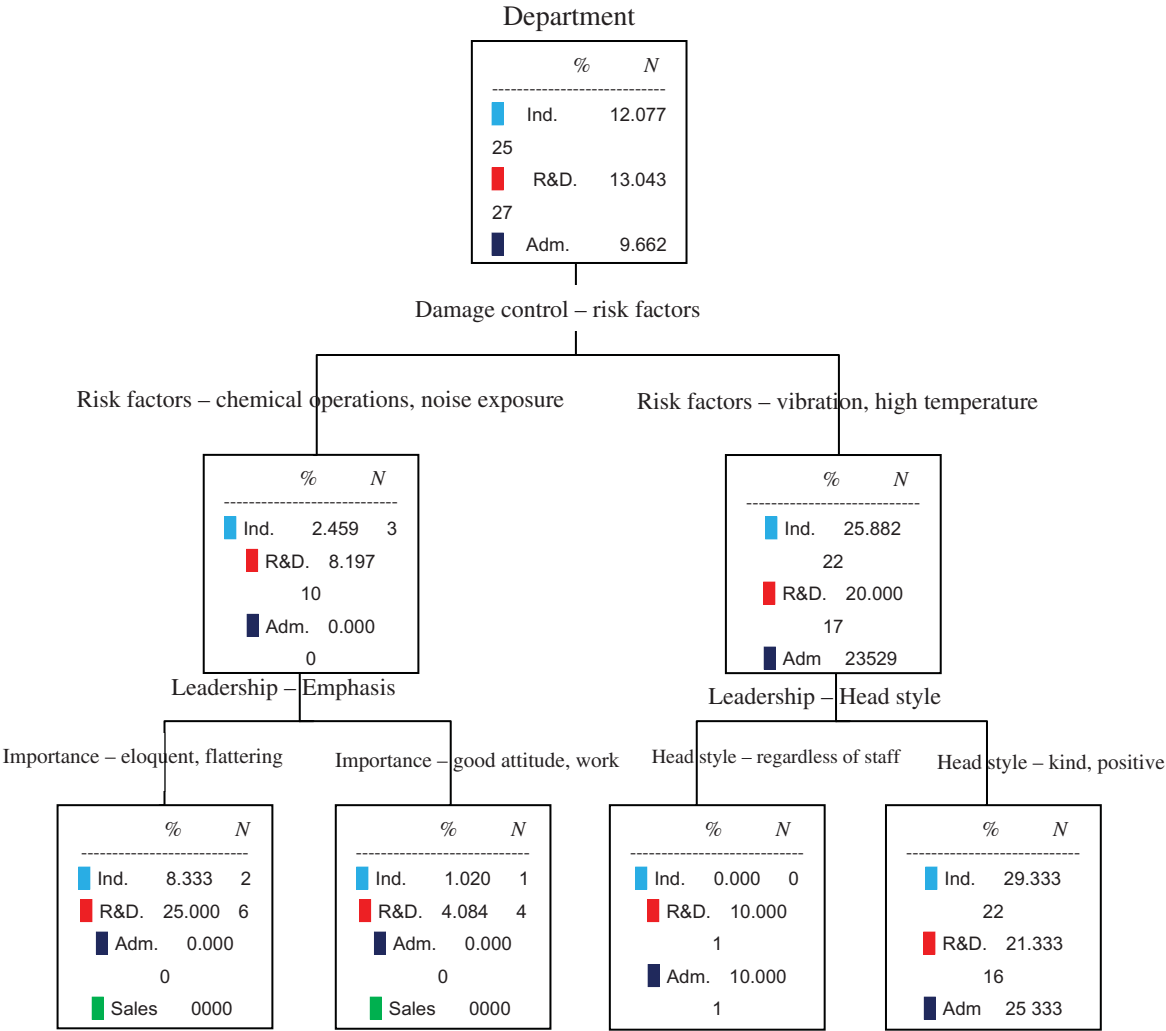 Department
% N
Ind. 12.077
25
R&D. 13.043
27
Adm. 9.662
Damage control – risk factors
Risk factors – chemical operations, noise exposure
Risk factors – vibration, high temperature
% N
Ind. 2.459 3
R&D. 8.197
10
Adm. 0.000
0
% N
Ind. 25.882
22
R&D. 20.000
17
Adm 23529
Leadership – Emphasis
Leadership – Head style
Importance – eloquent, flattering
Importance – good attitude, work
Head style – regardless of staff
Head style – kind, positive
% N
Ind. 8.333 2
R&D. 25.000 6
Adm. 0.000
0
Sales 0000
% N
Ind. 1.020 1
R&D. 4.084 4
Adm. 0.000
0
Sales 0000
% N
Ind. 0.000 0
R&D. 10.000
1
Adm. 10.000
1
% N
Ind. 29.333
22
R&D. 21.333
16
Adm 25 333